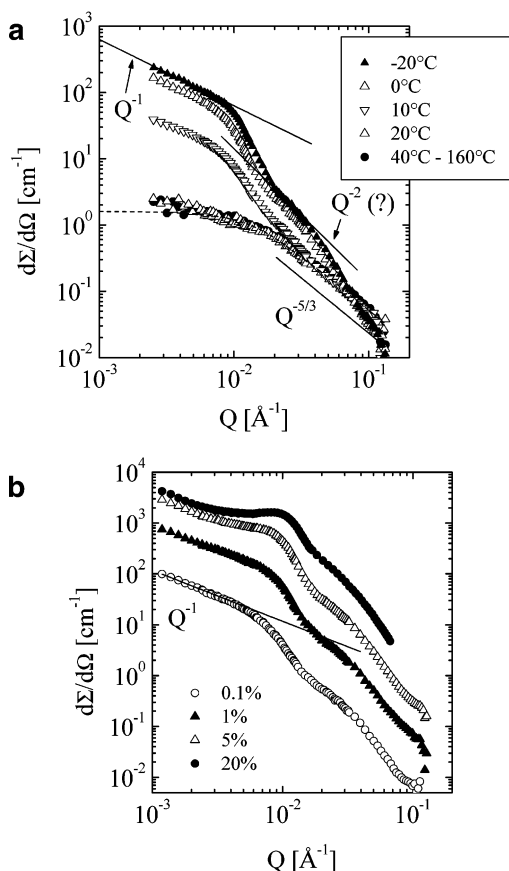 a
10³
10²
10¹
10⁰
10⁻¹
10⁻²
dΣ/dΩ [cm⁻¹]
Q⁻¹
-20°C
0°C
10°C
20°C
40°C - 160°C
Q⁻² (?)
Q⁻⁵/³
10⁻³
10⁻²
10⁻¹
Q [Å⁻¹]
b
10⁴
10³
10²
10¹
10⁰
10⁻¹
10⁻²
dΣ/dΩ [cm⁻¹]
Q⁻¹
0.1%
1%
5%
20%
10⁻³
10⁻²
10⁻¹
Q [Å⁻¹]